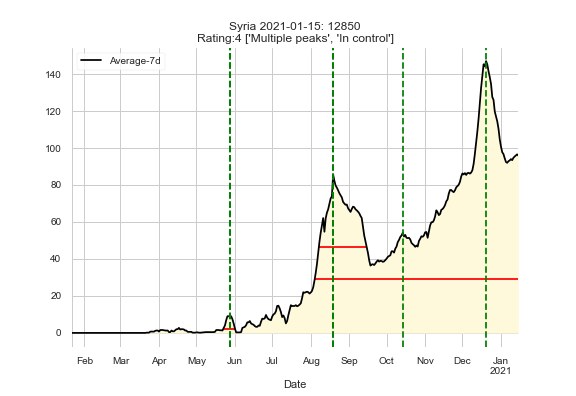 Syria 2021-01-15: 12850
Rating:4 ['Multiple peaks', 'In control']
Average-7d
140
120
100
80
60
40
20
0
Feb Mar Apr May Jun Jul Aug Sep Oct Nov Dec Jan
2021
Date